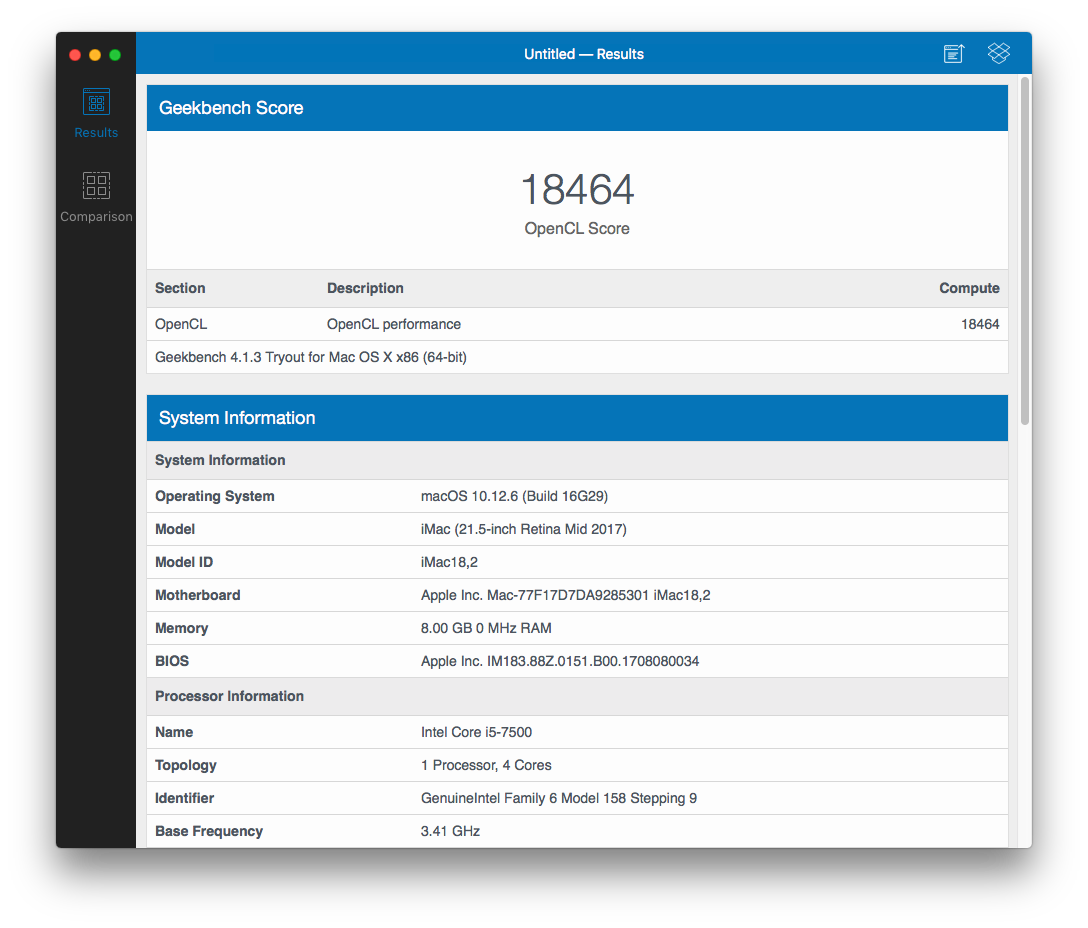 Untitled — Results
Results
Comparison
Geekbench Score
18464
OpenCL Score
Section Description Compute
OpenCL OpenCL performance 18464
Geekbench 4.1.3 Tryout for Mac OS X x86 (64-bit)
System Information
System Information
Operating System macOS 10.12.6 (Build 16G29)
Model iMac (21.5-inch Retina Mid 2017)
Model ID iMac18,2
Motherboard Apple Inc. Mac-77F17D7DA9285301 iMac18,2
Memory 8.00 GB 0 MHz RAM
BIOS Apple Inc. IM183.88Z.0151.B00.1708080034
Processor Information
Name Intel Core i5-7500
Topology 1 Processor, 4 Cores
Identifier GenuineIntel Family 6 Model 158 Stepping 9
Base Frequency 3.41 GHz